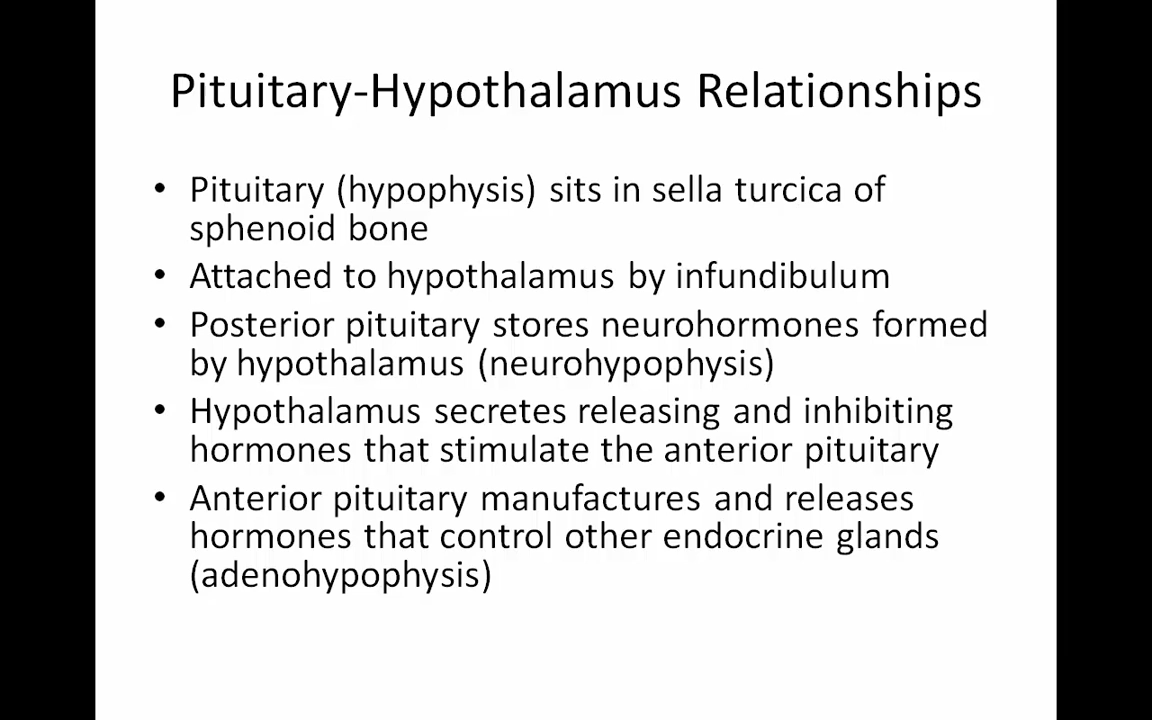 Pituitary-Hypothalamus Relationships
• Pituitary (hypophysis) sits in sella turcica of
sphenoid bone
• Attached to hypothalamus by infundibulum
• Posterior pituitary stores neurohormones formed
by hypothalamus (neurohypophysis)
• Hypothalamus secretes releasing and inhibiting
hormones that stimulate the anterior pituitary
• Anterior pituitary manufactures and releases
hormones that control other endocrine glands
(adenohypophysis)